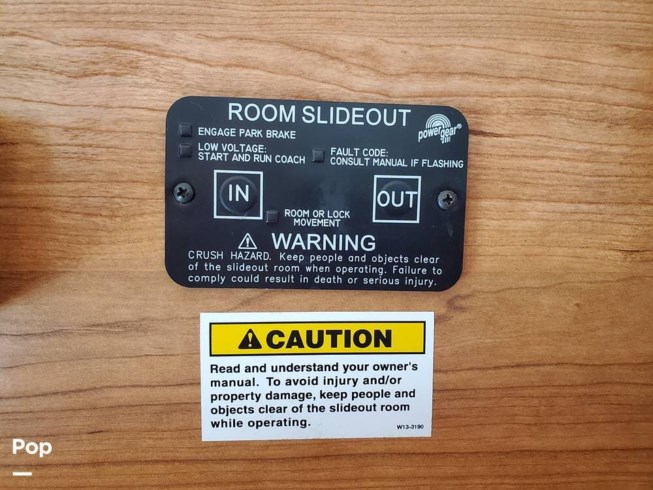 ROOM SLIDEOUT
powergear®
ENGAGE PARK BRAKE
LOW VOLTAGE:
START AND RUN COACH
FAULT CODE:
CONSULT MANUAL IF FLASHING
IN
OUT
ROOM OR LOCK
MOVEMENT
WARNING
CRUSH HAZARD. Keep people and objects clear
of the slideout room when operating. Failure to
comply could result in death or serious injury.
CAUTION
Read and understand your owner's
manual. To avoid injury and/or
property damage, keep people and
objects clear of the slideout room
while operating.
W13-3190
Pop